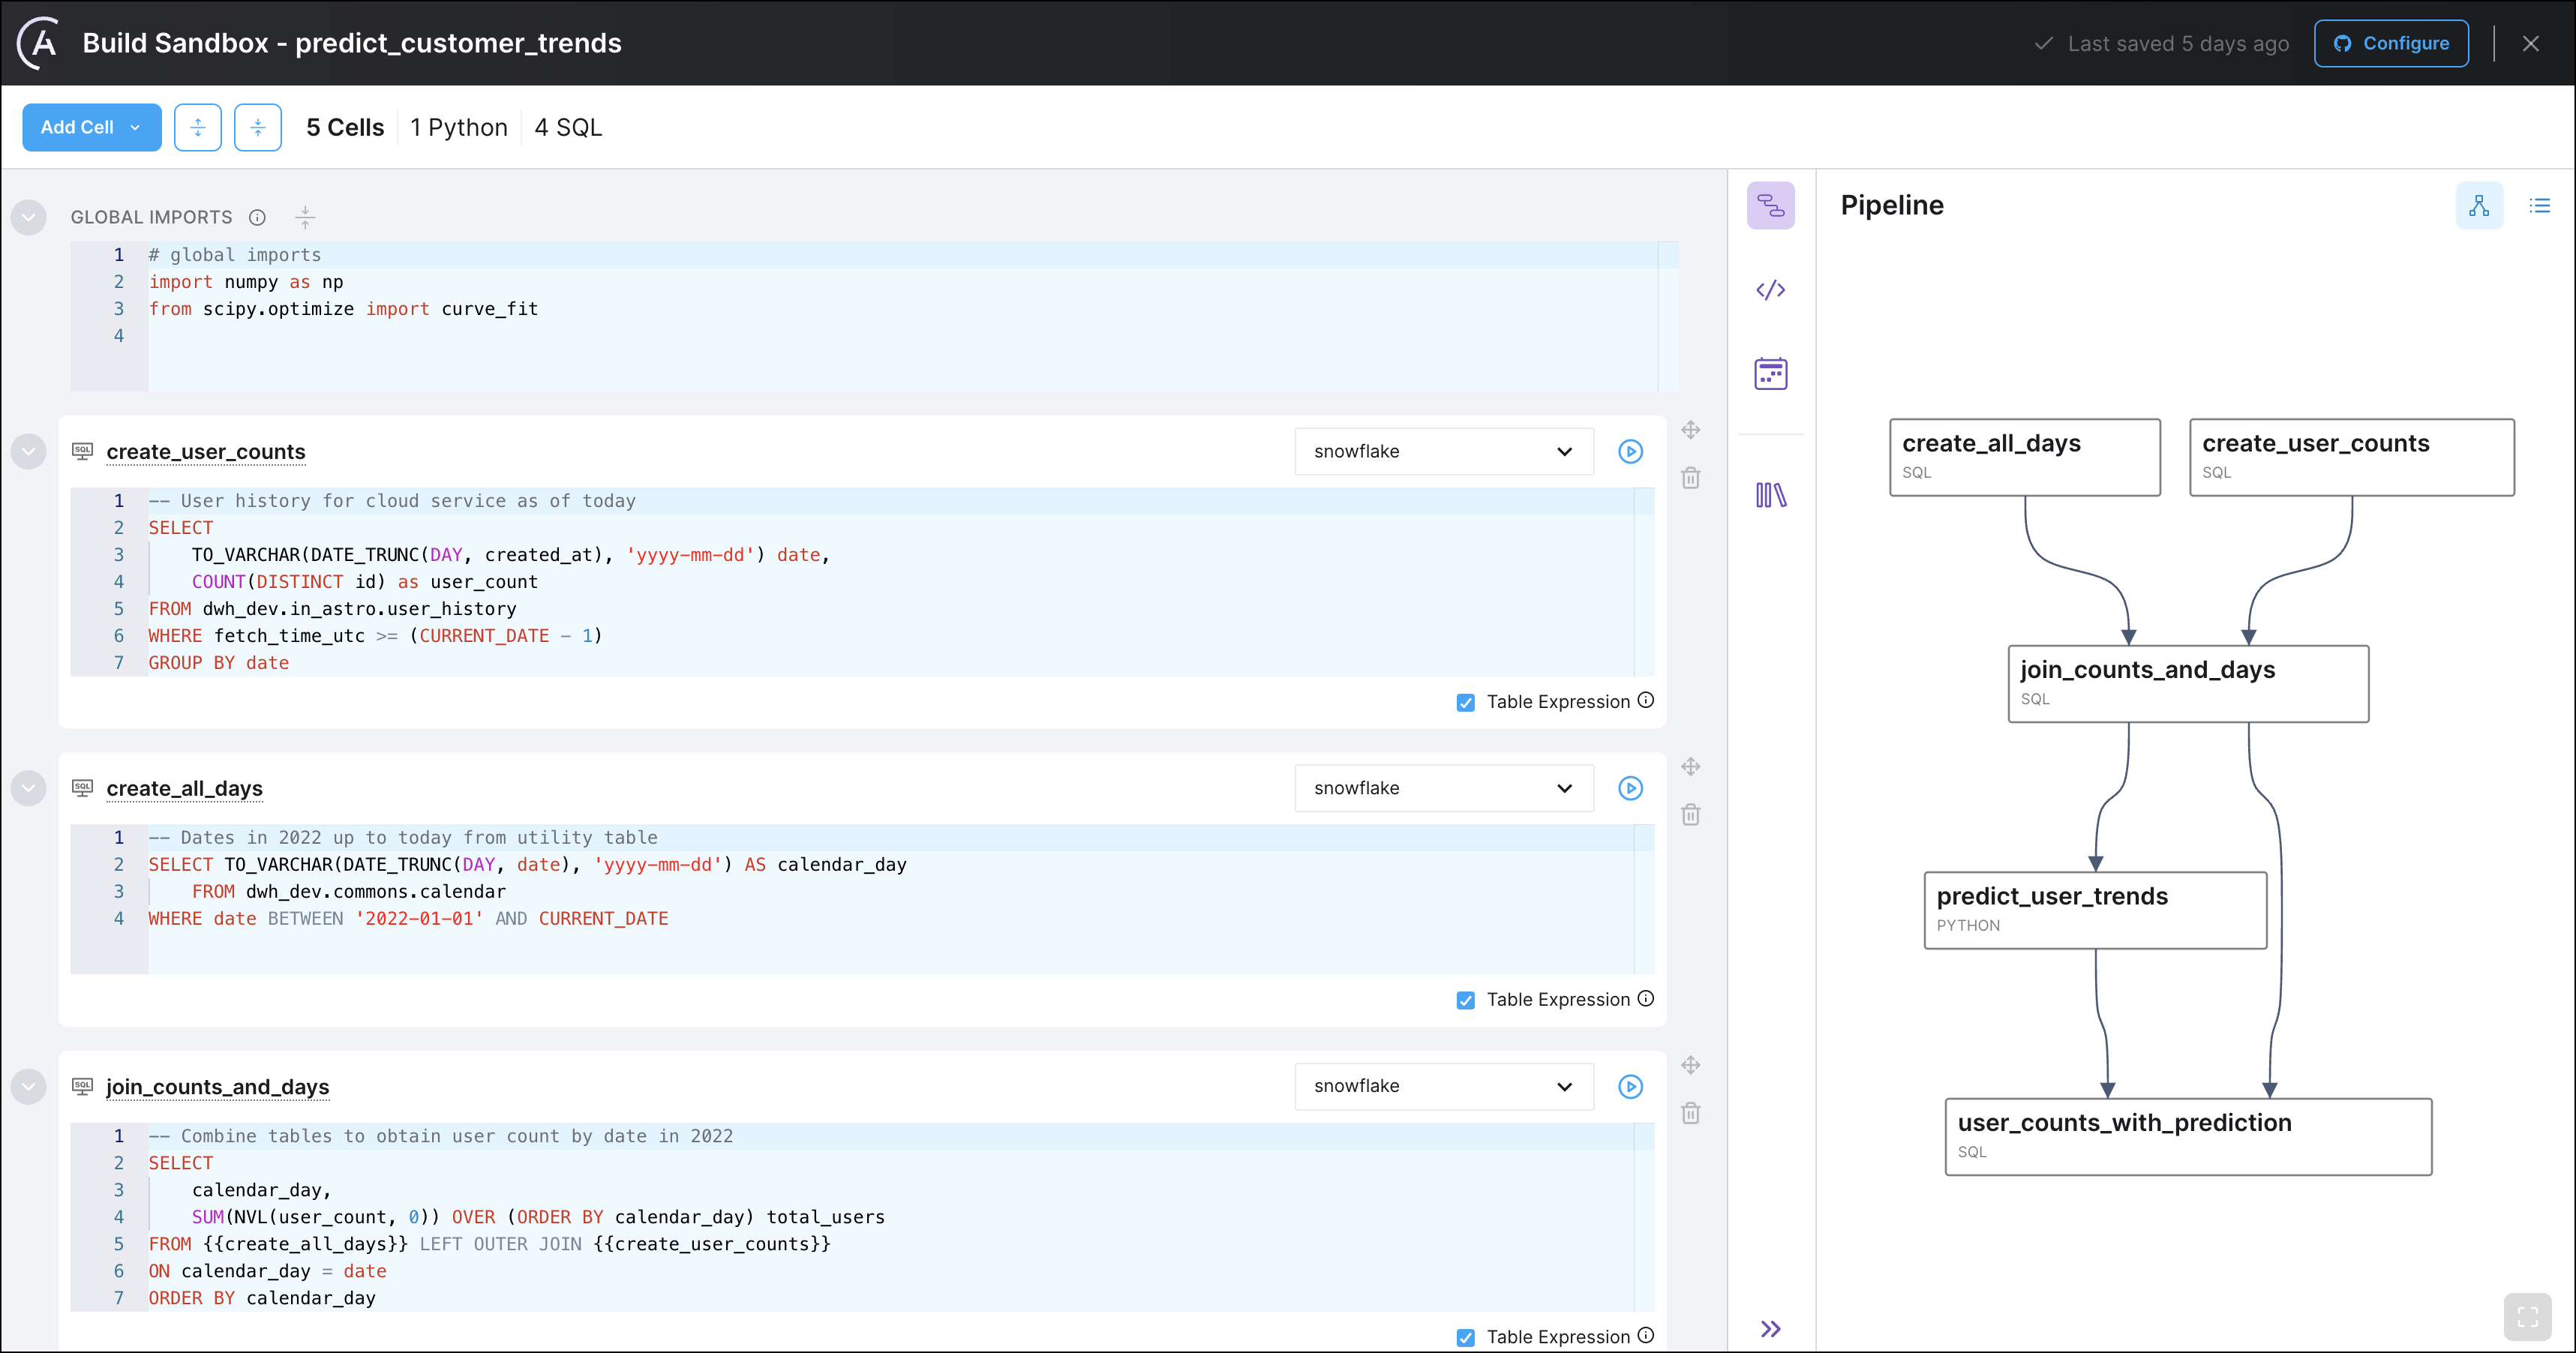 Build Sandbox - predict_customer_trends
Last saved 5 days ago
Configure
Add Cell
5 Cells
1 Python
4 SQL
GLOBAL IMPORTS
1 # global imports
2 import numpy as np
3 from scipy.optimize import curve_fit
4
SQL create_user_counts
snowflake
1 -- User history for cloud service as of today
2 SELECT
3 TO_VARCHAR(DATE_TRUNC(DAY, created_at), 'yyyy-mm-dd') date,
4 COUNT(DISTINCT id) as user_count
5 FROM dwh_dev.in_astro.user_history
6 WHERE fetch_time_utc >= (CURRENT_DATE - 1)
7 GROUP BY date
Table Expression
SQL create_all_days
snowflake
1 -- Dates in 2022 up to today from utility table
2 SELECT TO_VARCHAR(DATE_TRUNC(DAY, date), 'yyyy-mm-dd') AS calendar_day
3 FROM dwh_dev.commons.calendar
4 WHERE date BETWEEN '2022-01-01' AND CURRENT_DATE
Table Expression
SQL join_counts_and_days
snowflake
1 -- Combine tables to obtain user count by date in 2022
2 SELECT
3 calendar_day,
4 SUM(NVL(user_count, 0)) OVER (ORDER BY calendar_day) total_users
5 FROM {{create_all_days}} LEFT OUTER JOIN {{create_user_counts}}
6 ON calendar_day = date
7 ORDER BY calendar_day
Table Expression
Pipeline
create_all_days
SQL
create_user_counts
SQL
join_counts_and_days
SQL
predict_user_trends
PYTHON
user_counts_with_prediction
SQL